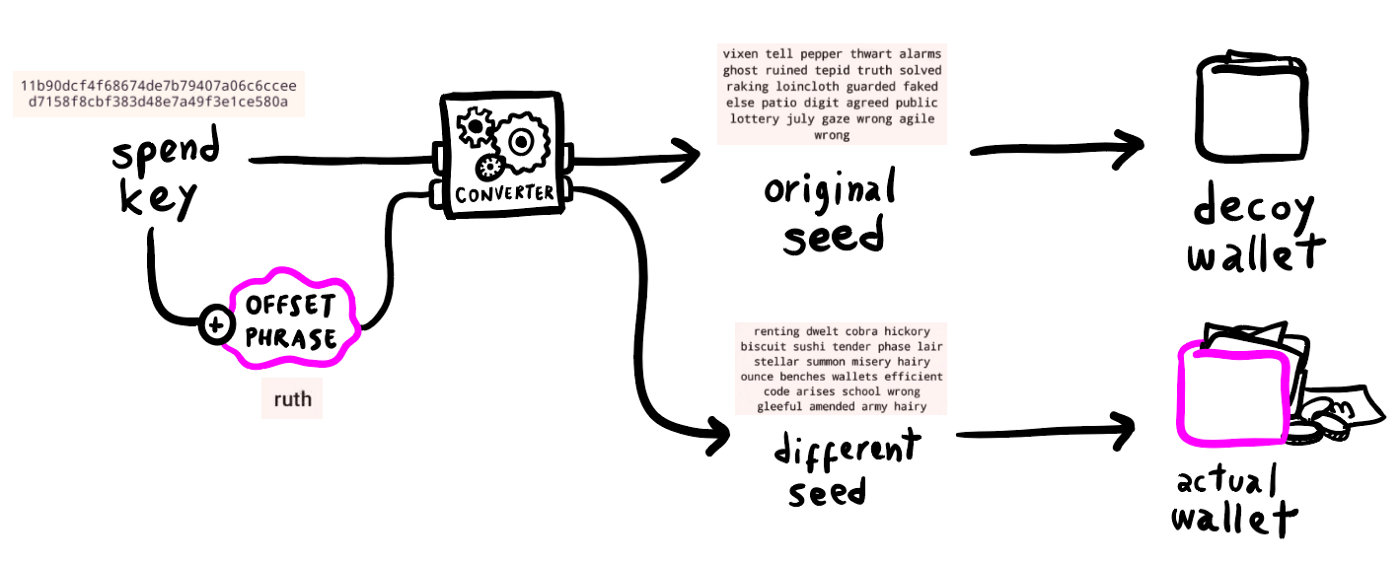 11b90dcf4f68674de7b79407a06c6ccee
d7158f8cbf383d48e7a49f3e1ce580a
spend
key
OFFSET
PHRASE
ruth
CONVERTER
vixen tell pepper thwart alarms
ghost ruined tepid truth solved
raking loincloth guarded faked
else patio digit agreed public
lottery july gaze wrong agile
wrong
original
seed
decoy
wallet
renting dwelt cobra hickory
biscuit sushi tender phase lair
stellar summon misery hairy
ounce benches wallets efficient
code arises school wrong
gleeful amended army hairy
different
seed
actual
wallet